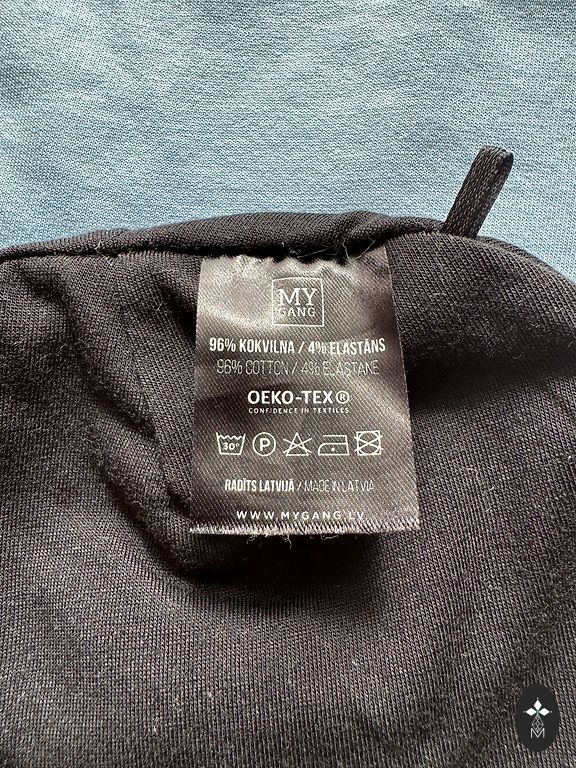 MY
GANG
96% KOKVILNA / 4% ELASTĀNS
96% COTTON / 4% ELASTANE
OEKO-TEX®
CONFIDENCE IN TEXTILES
30° P
RADĪTS LATVIJĀ / MADE IN LATVIA
WWW.MYGANG.LV
M